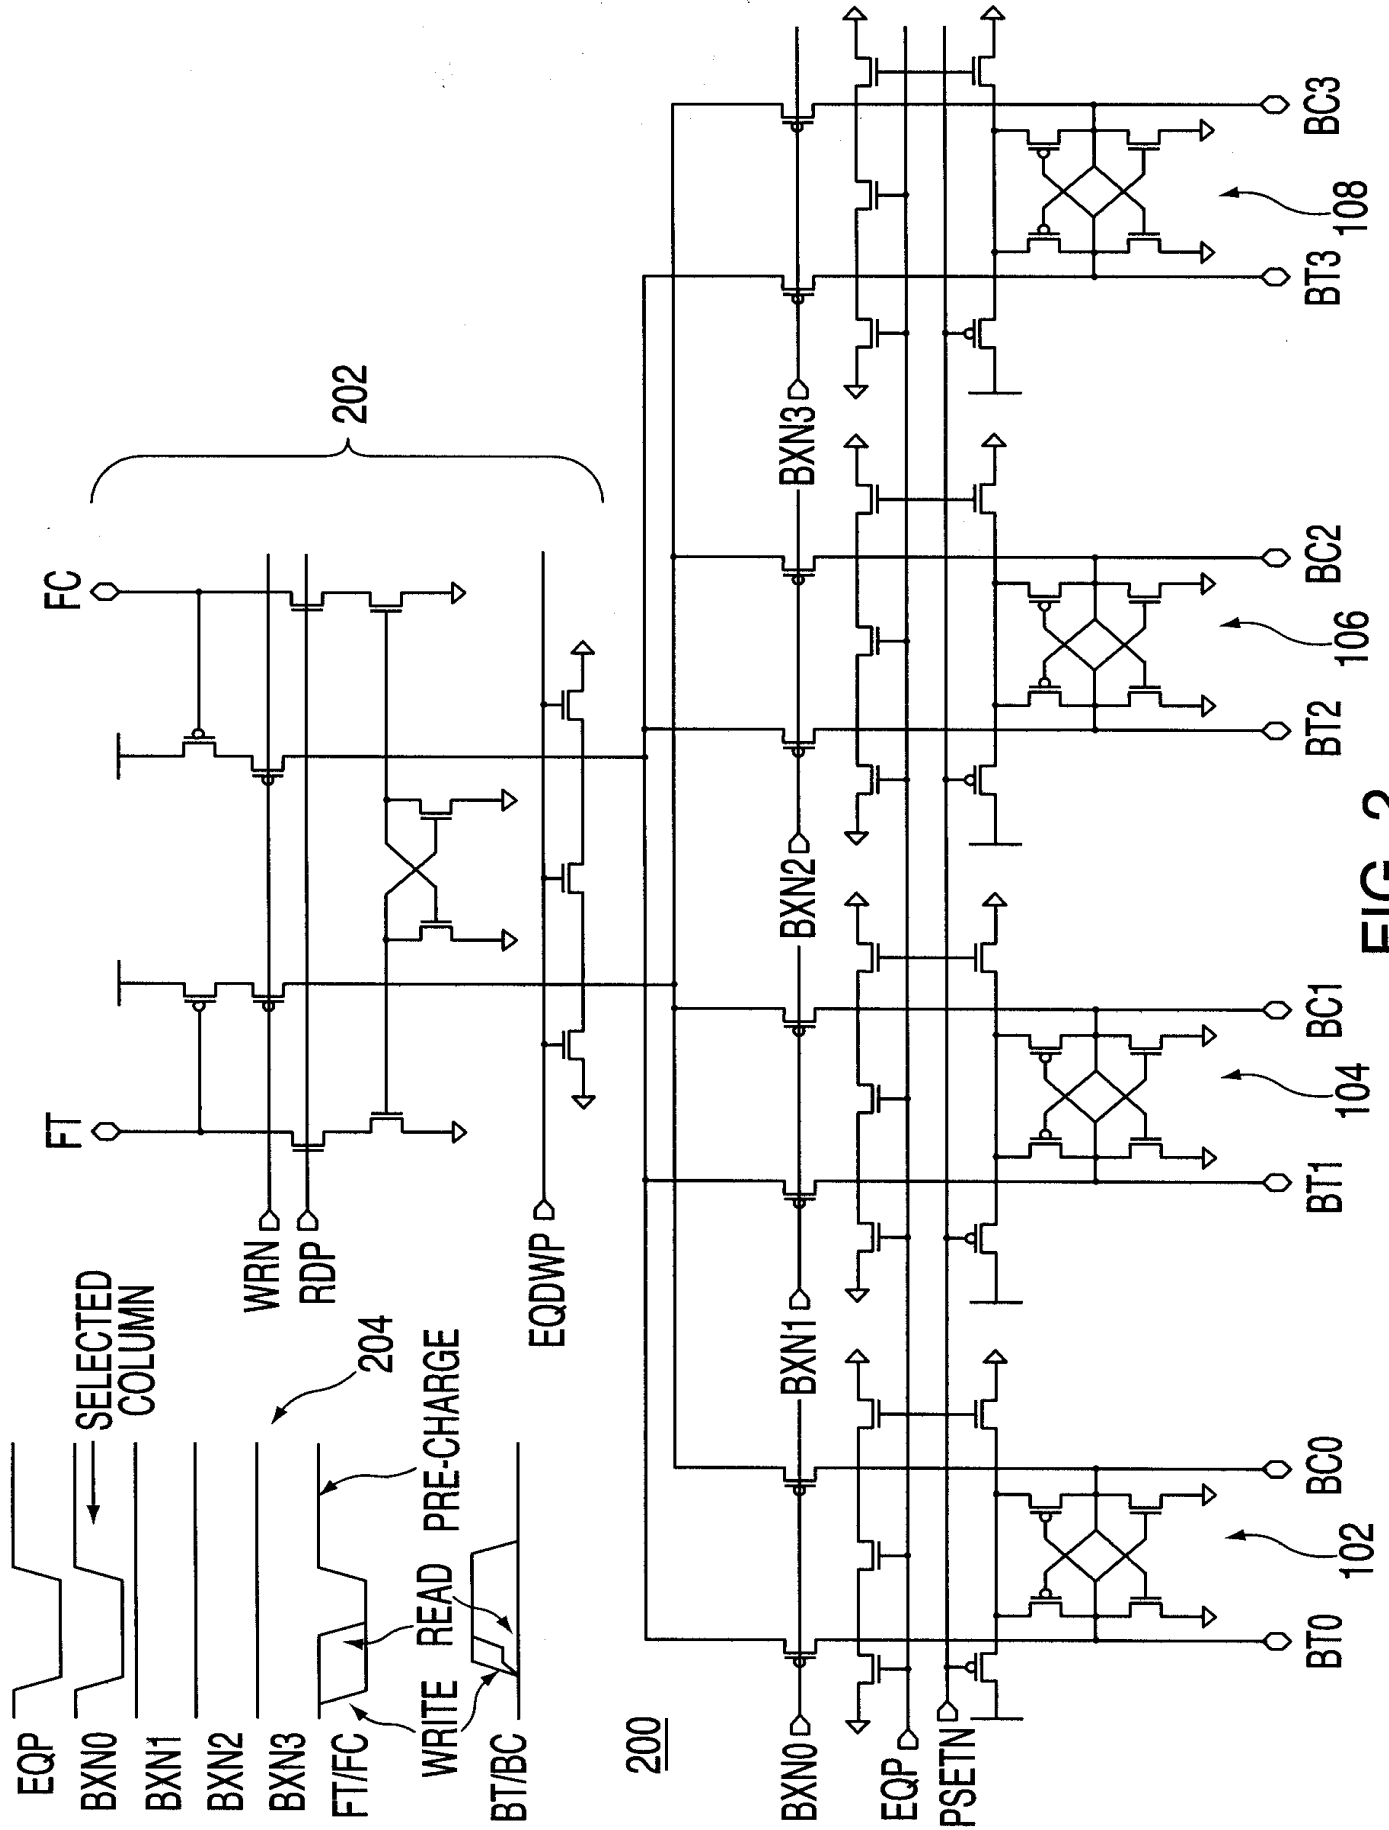 EQP
BXN0
BXN1
BXN2
BXN3
FT/FC
WRITE
READ
PRE-CHARGE
BT/BC
SELECTED
COLUMN
204
FT
FC
202
WRN
RDP
EQDWP
200
BXN0
BXN1
BXN2
BXN3
EQP
PSETN
BT0
BC0
BT1
BC1
BT2
BC2
BT3
BC3
102
104
106
108
FIG. 2